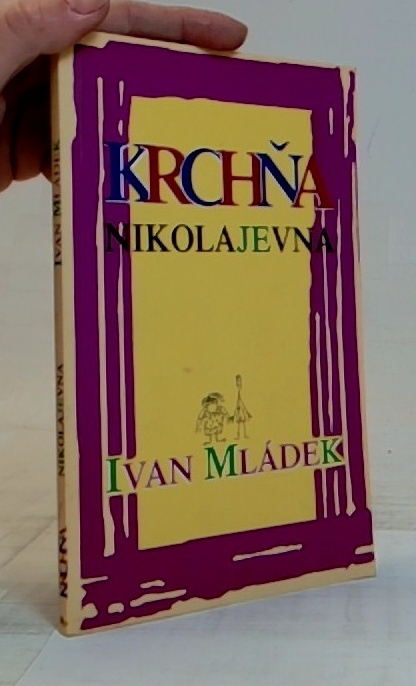 KRCHŇA
NIKOLAJEVNA
IVAN MLÁDEK
KRCHŇA NIKOLAJEVNA IVAN MLÁDEK